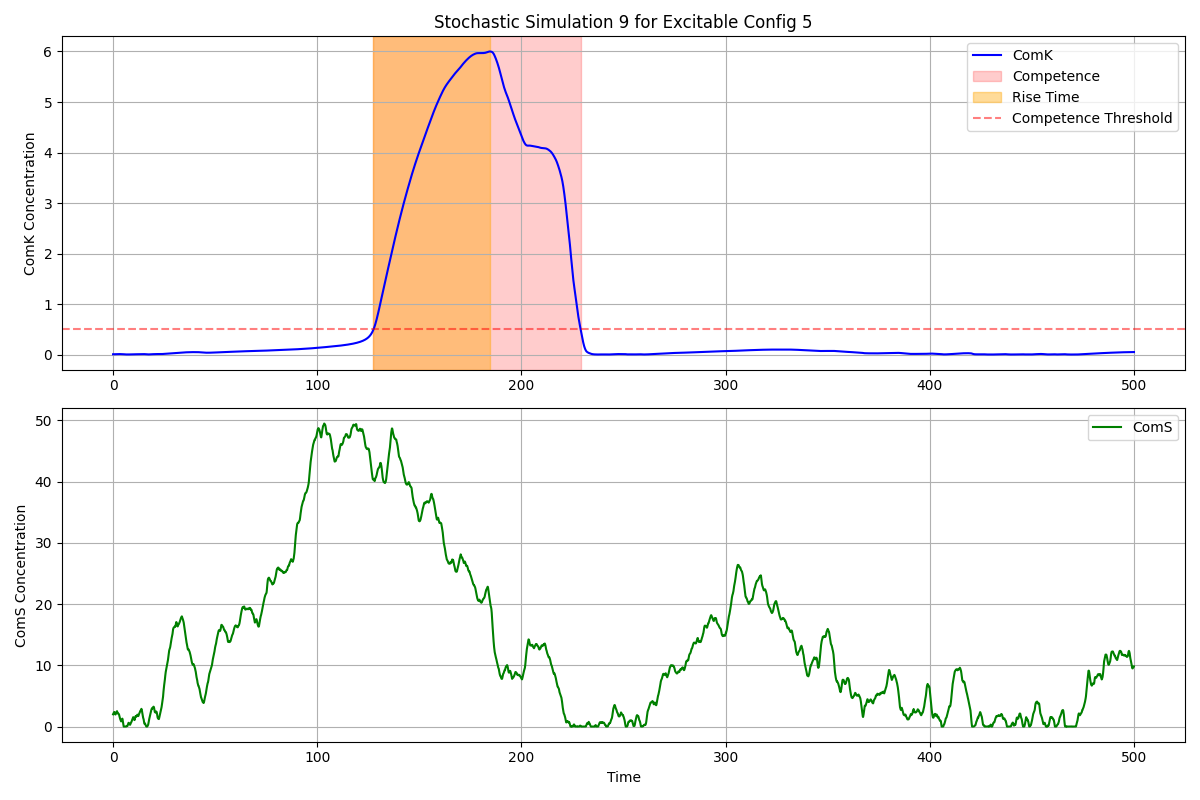 Stochastic Simulation 9 for Excitable Config 5
ComK Concentration
6
5
4
3
2
1
0
ComK
Competence
Rise Time
Competence Threshold
0 100 200 300 400 500
ComS Concentration
50
40
30
20
10
0
ComS
0 100 200 300 400 500
Time